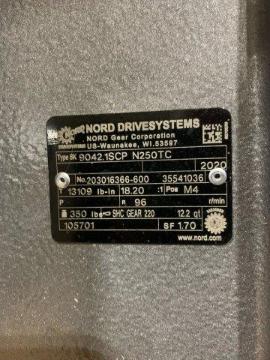 NORD DRIVESYSTEMS
NORD Gear Corporation
US-Waunakee, WI.53597
Type SK 9042.1SCP N250TC
2020
No. 203016366-600 35541036
T 13109 lb-in 18.20 :1 Pos M4
P n 96 r/min
350 lbs SHC GEAR 220 12.2 qt
105701 SF 1.70
www.nord.com